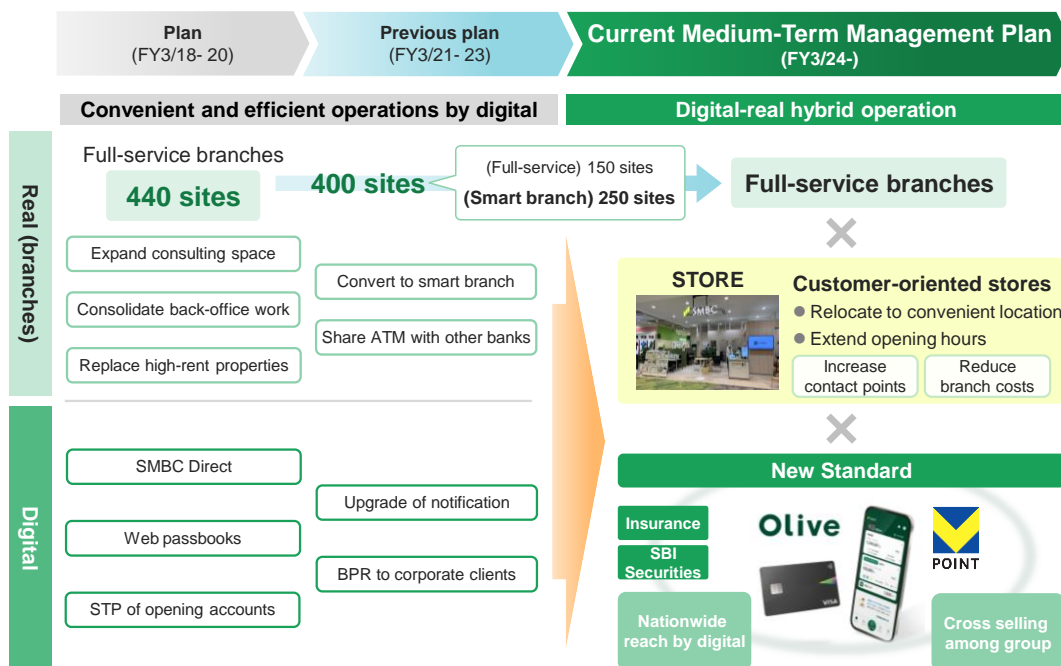 Plan
(FY3/18- 20)
Previous plan
(FY3/21- 23)
Current Medium-Term Management Plan
(FY3/24-)
Convenient and efficient operations by digital
Digital-real hybrid operation
Real (branches)
Full-service branches
440 sites
400 sites
(Full-service) 150 sites
(Smart branch) 250 sites
Full-service branches
Expand consulting space
Consolidate back-office work
Replace high-rent properties
Convert to smart branch
Share ATM with other banks
STORE
SMBC
Customer-oriented stores
Relocate to convenient location
Extend opening hours
Increase
contact points
Reduce
branch costs
Digital
SMBC Direct
Web passbooks
STP of opening accounts
Upgrade of notification
BPR to corporate clients
New Standard
Insurance
SBI
Securities
Olive
VISA
POINT
Nationwide
reach by digital
Cross selling
among group